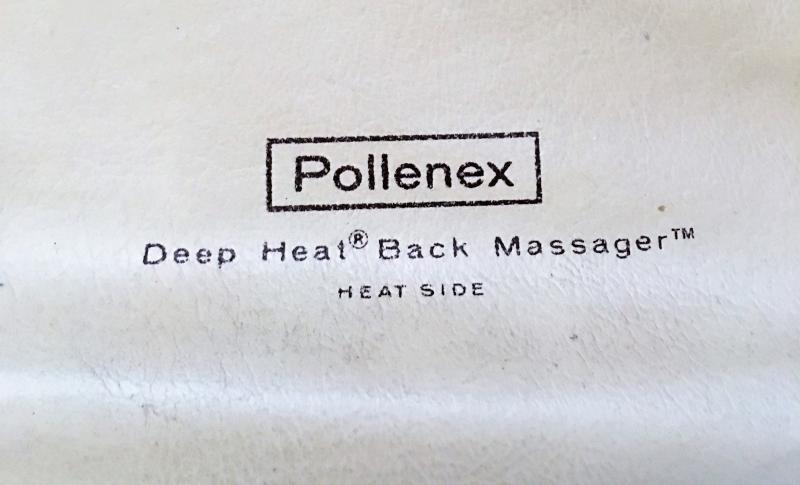 Pollenex
Deep Heat® Back Massager™
HEAT SIDE